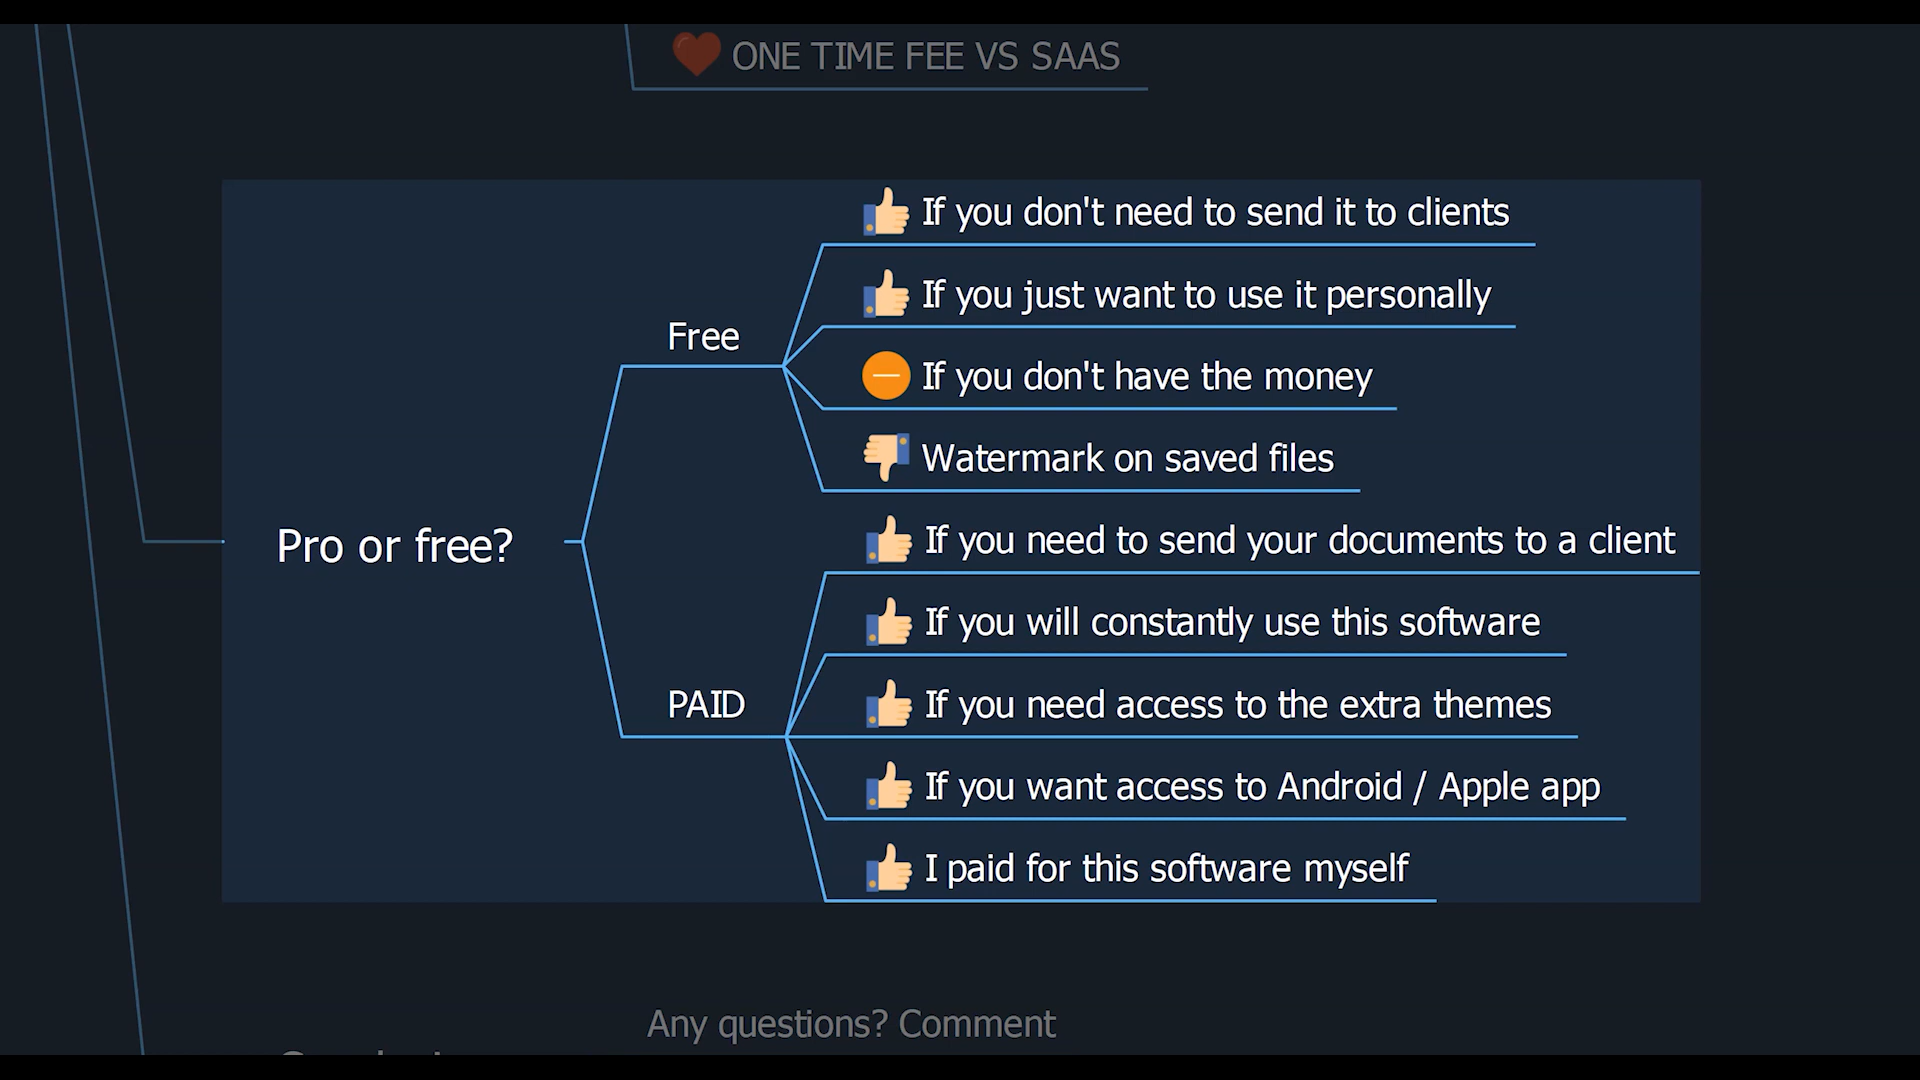 ONE TIME FEE VS SAAS
If you don't need to send it to clients
If you just want to use it personally
Free
If you don't have the money
Watermark on saved files
If you need to send your documents to a client
Pro or free?
If you will constantly use this software
PAID
If you need access to the extra themes
If you want access to Android / Apple app
I paid for this software myself
Any questions? Comment